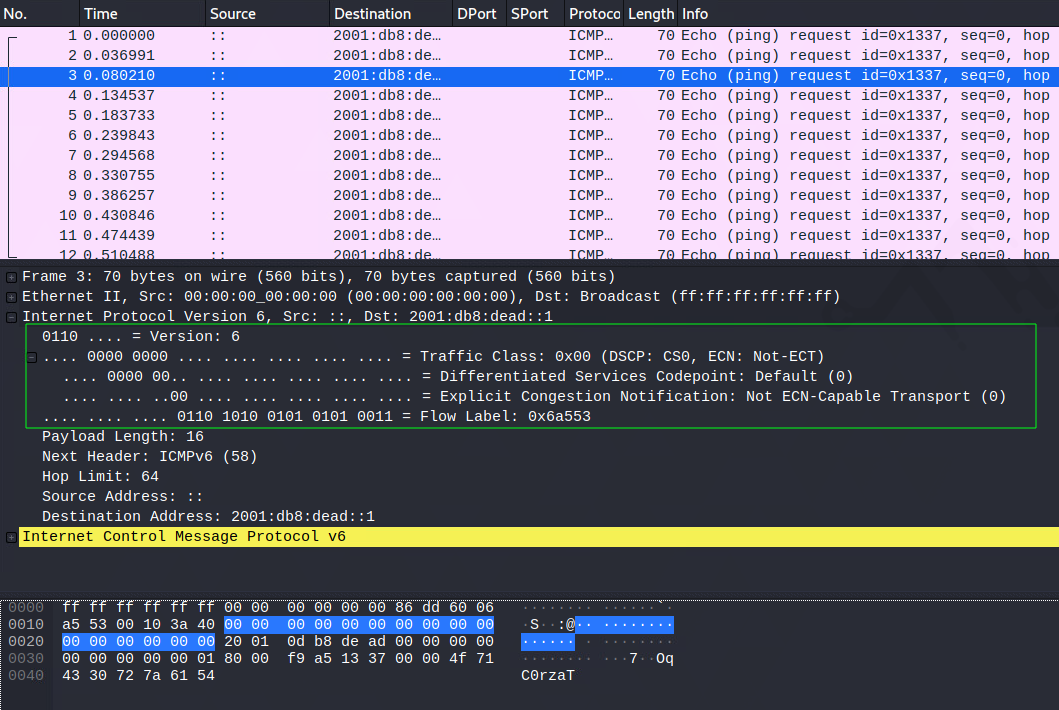 No. Time Source Destination DPort SPort Protoco Length Info
1 0.000000 :: 2001:db8:de… ICMP… 70 Echo (ping) request id=0x1337, seq=0, hop
2 0.036991 :: 2001:db8:de… ICMP… 70 Echo (ping) request id=0x1337, seq=0, hop
3 0.080210 :: 2001:db8:de… ICMP… 70 Echo (ping) request id=0x1337, seq=0, hop
4 0.134537 :: 2001:db8:de… ICMP… 70 Echo (ping) request id=0x1337, seq=0, hop
5 0.183733 :: 2001:db8:de… ICMP… 70 Echo (ping) request id=0x1337, seq=0, hop
6 0.239843 :: 2001:db8:de… ICMP… 70 Echo (ping) request id=0x1337, seq=0, hop
7 0.294568 :: 2001:db8:de… ICMP… 70 Echo (ping) request id=0x1337, seq=0, hop
8 0.330755 :: 2001:db8:de… ICMP… 70 Echo (ping) request id=0x1337, seq=0, hop
9 0.386257 :: 2001:db8:de… ICMP… 70 Echo (ping) request id=0x1337, seq=0, hop
10 0.430846 :: 2001:db8:de… ICMP… 70 Echo (ping) request id=0x1337, seq=0, hop
11 0.474439 :: 2001:db8:de… ICMP… 70 Echo (ping) request id=0x1337, seq=0, hop
12 0.510488 :: 2001:db8:de… ICMP… 70 Echo (ping) request id=0x1337, seq=0, hop
Frame 3: 70 bytes on wire (560 bits), 70 bytes captured (560 bits)
Ethernet II, Src: 00:00:00_00:00:00 (00:00:00:00:00:00), Dst: Broadcast (ff:ff:ff:ff:ff:ff)
Internet Protocol Version 6, Src: ::, Dst: 2001:db8:dead::1
0110 .... = Version: 6
.... 0000 0000 .... .... .... .... .... = Traffic Class: 0x00 (DSCP: CS0, ECN: Not-ECT)
.... 0000 00.. .... .... .... .... .... = Differentiated Services Codepoint: Default (0)
.... .... ..00 .... .... .... .... .... = Explicit Congestion Notification: Not ECN-Capable Transport (0)
.... .... .... 0110 1010 0101 0101 0011 = Flow Label: 0x6a553
Payload Length: 16
Next Header: ICMPv6 (58)
Hop Limit: 64
Source Address: ::
Destination Address: 2001:db8:dead::1
Internet Control Message Protocol v6
0000 ff ff ff ff ff ff 00 00 00 00 00 00 86 dd 60 06 ········ ······`·
0010 a5 53 00 10 3a 40 00 00 00 00 00 00 00 00 00 00 ·S··:@·· ········
0020 00 00 00 00 00 00 20 01 0d b8 de ad 00 00 00 00 ······· ········
0030 00 00 00 00 00 01 80 00 f9 a5 13 37 00 00 4f 71 ········ ···7··Oq
0040 43 30 72 7a 61 54 C0rzaT